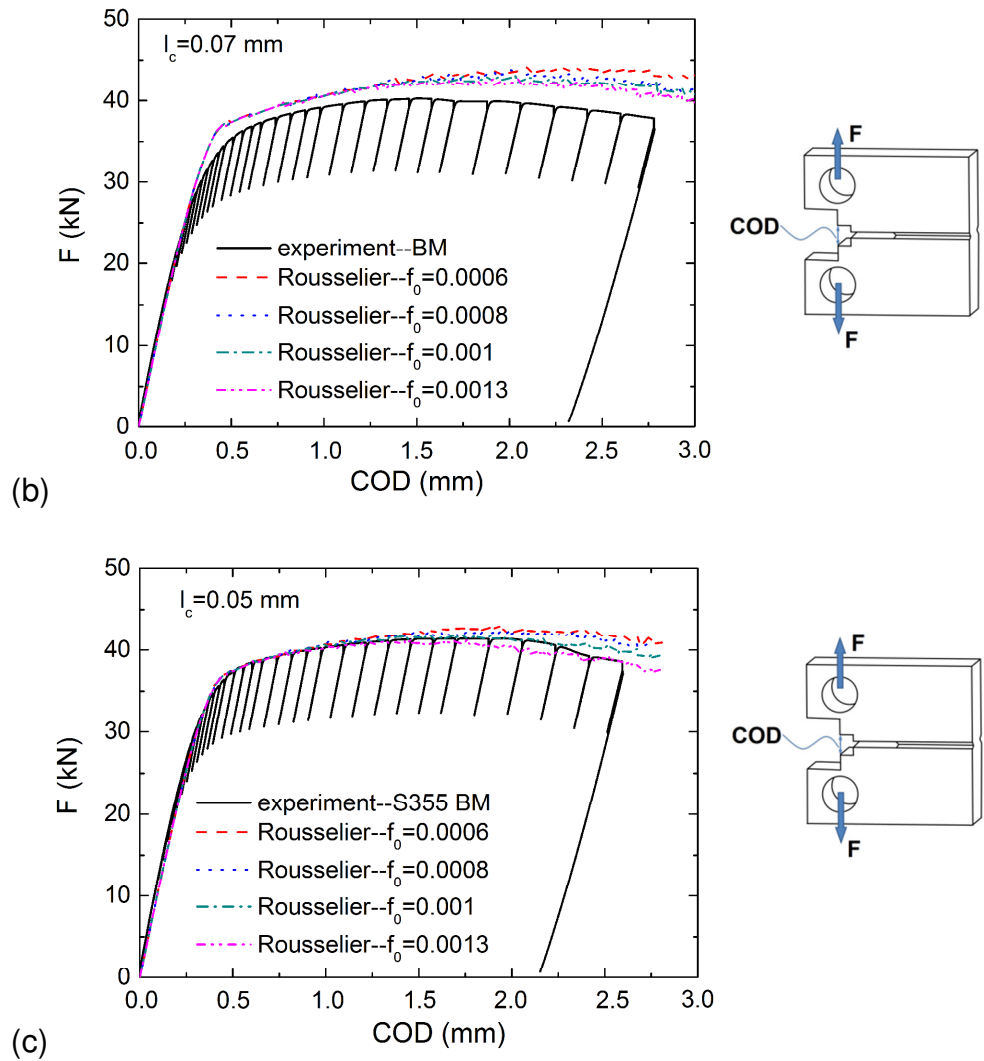 50
l_c=0.07 mm
40
30
20
10
0
F (kN)
experiment--BM
Rousselier--f_0=0.0006
Rousselier--f_0=0.0008
Rousselier--f_0=0.001
Rousselier--f_0=0.0013
0.0 0.5 1.0 1.5 2.0 2.5 3.0
COD (mm)
(b)
F
COD
F
50
l_c=0.05 mm
40
30
20
10
0
F (kN)
experiment--S355 BM
Rousselier--f_0=0.0006
Rousselier--f_0=0.0008
Rousselier--f_0=0.001
Rousselier--f_0=0.0013
0.0 0.5 1.0 1.5 2.0 2.5 3.0
COD (mm)
(c)
F
COD
F